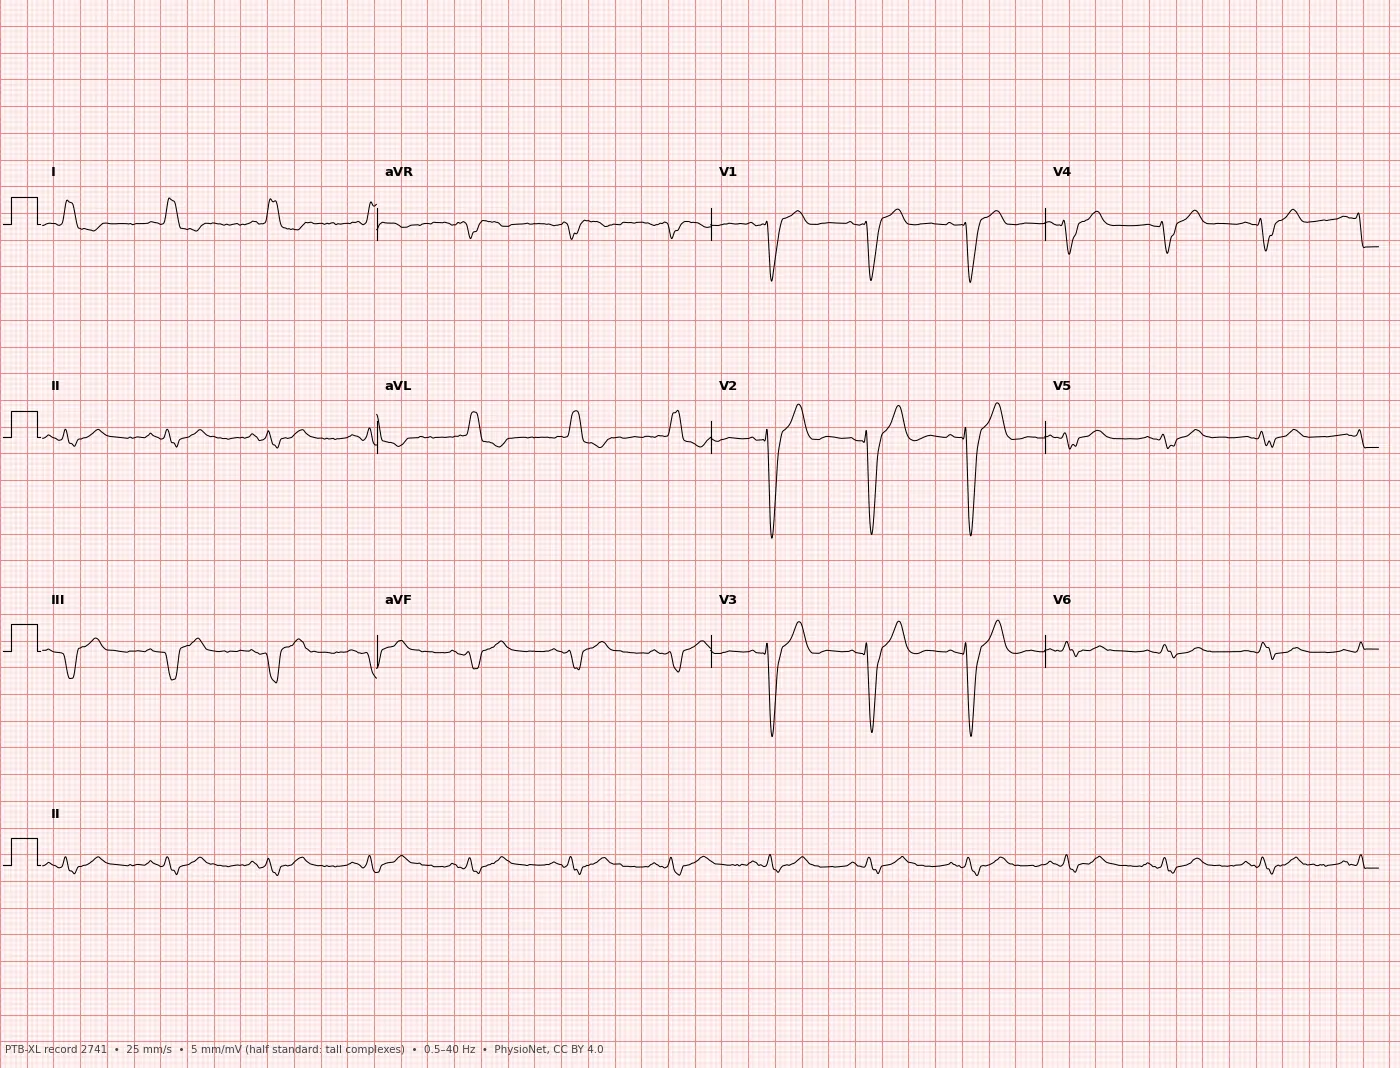 I aVR V1 V4
II aVL V2 V5
III aVF V3 V6
II
PTB-XL record 2741 • 25 mm/s • 5 mm/mV (half standard: tall complexes) • 0.5–40 Hz • PhysioNet, CC BY 4.0